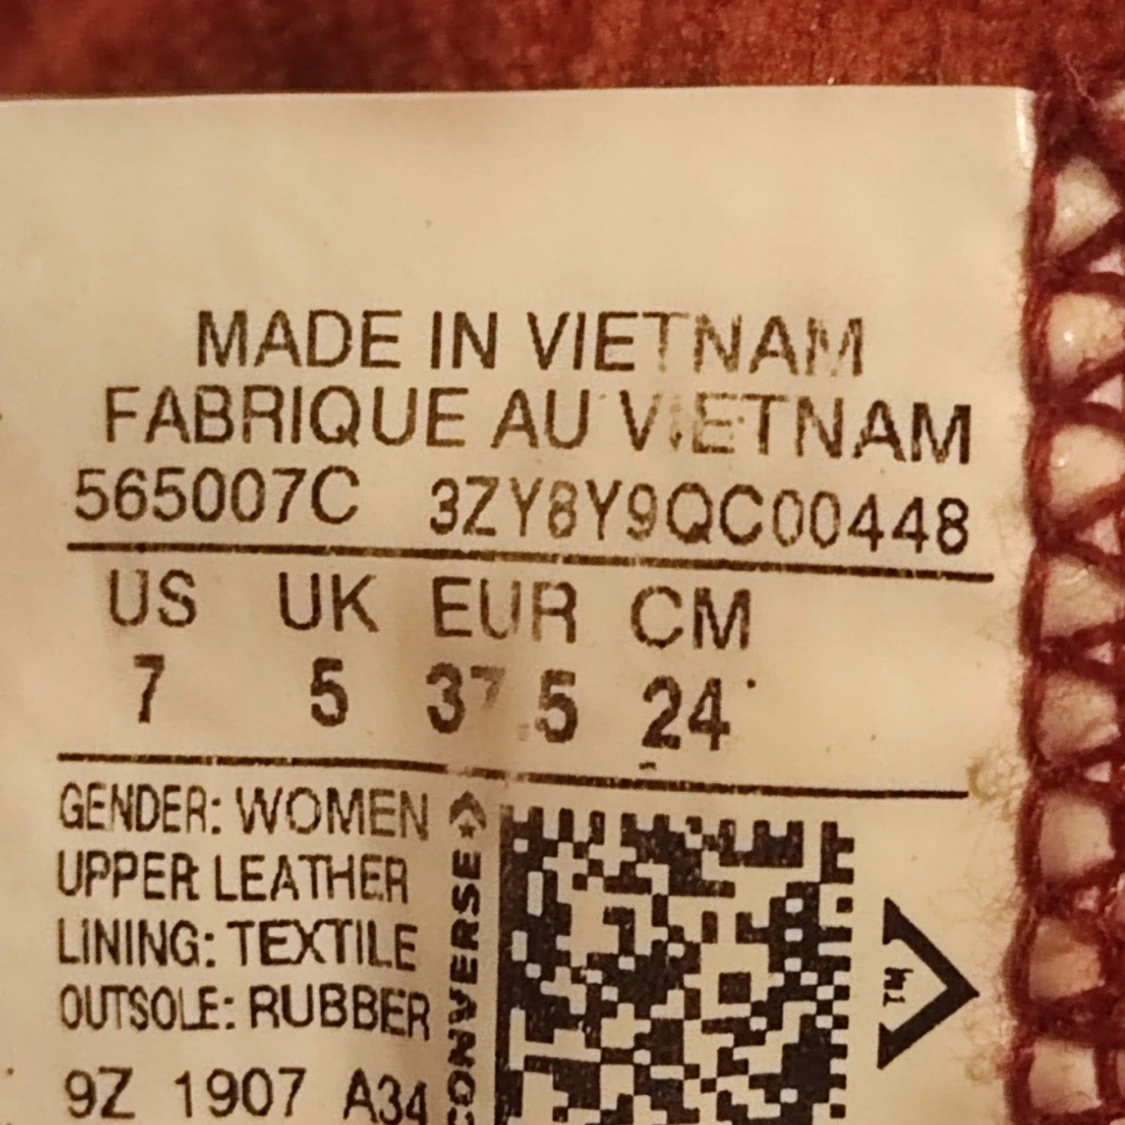 MADE IN VIETNAM
FABRIQUE AU VIETNAM
565007C 3ZY8Y9QC00448
US UK EUR CM
7 5 37.5 24
GENDER: WOMEN
UPPER: LEATHER
LINING: TEXTILE
OUTSOLE: RUBBER
9Z 1907 A34
CONVERSE